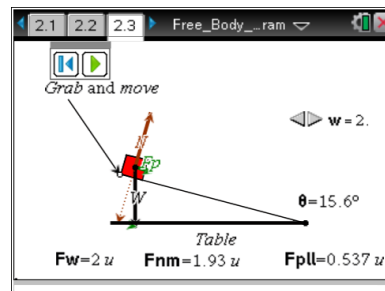 2.1 2.2 2.3 Free_Body_...ram
Grab and move
N
w = 2.
Fp
W
θ=15.6°
Table
Fw=2 u Fnm=1.93 u Fpll=0.537 u